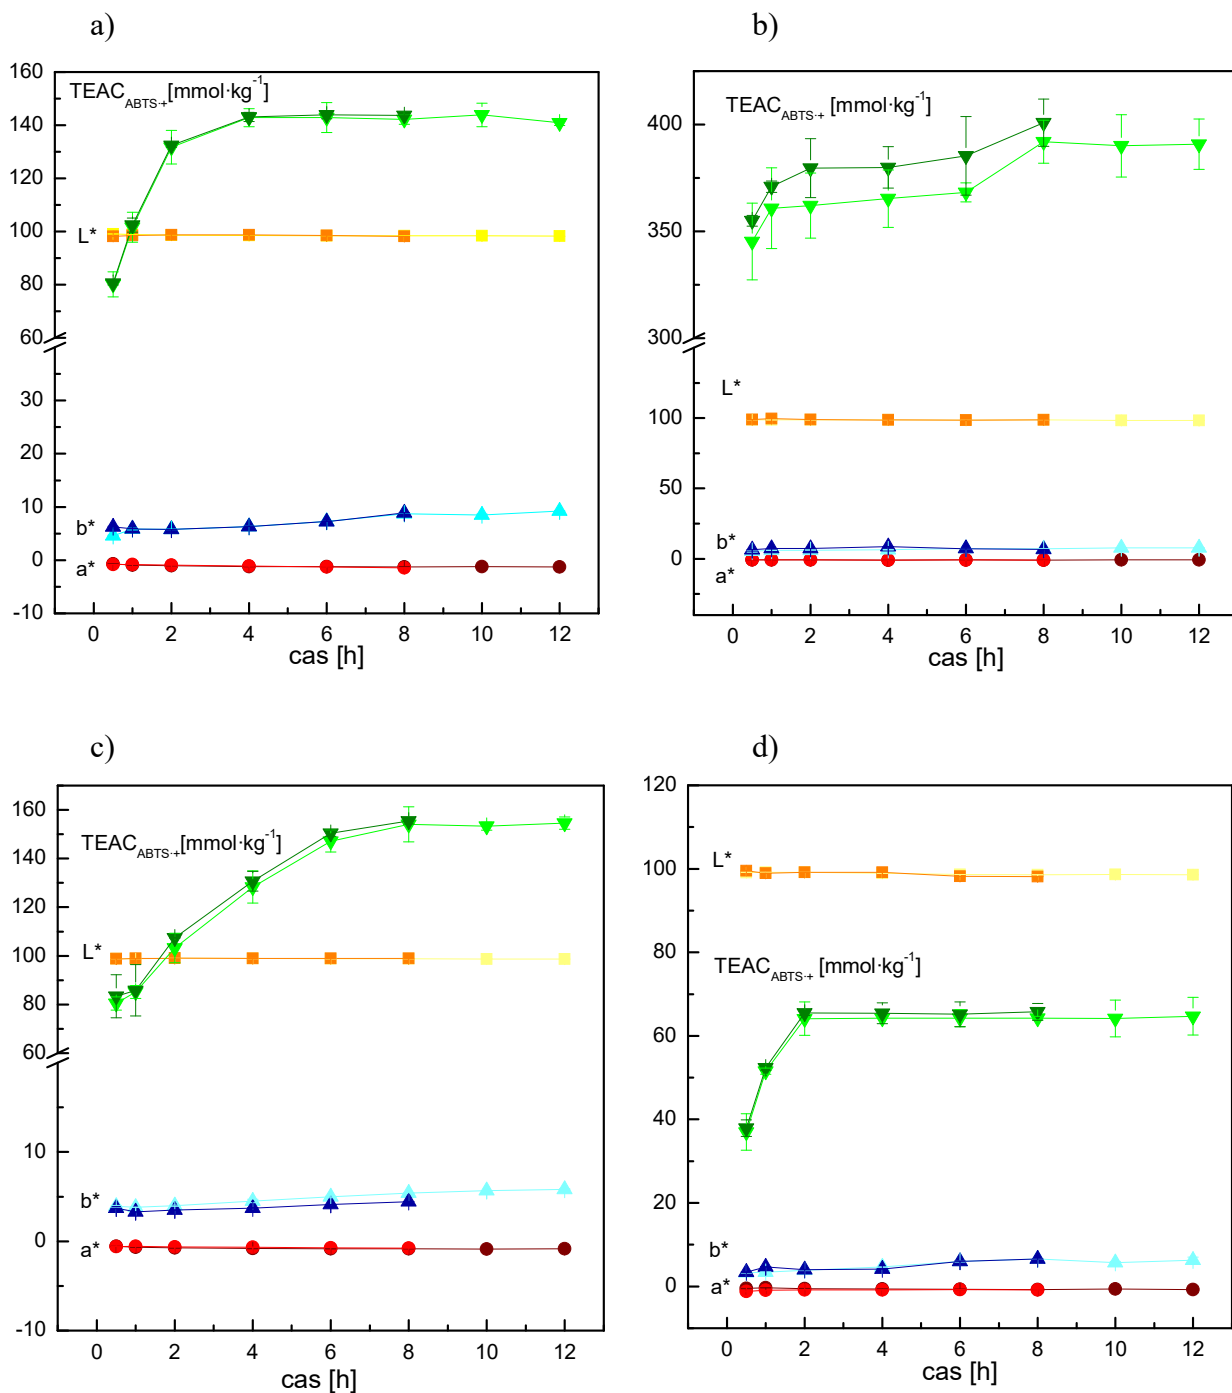 a)
TEAC_ABTS·+ [mmol·kg⁻¹]
160
140
120
100
80
60
30
20
10
0
-10
L*
b*
a*
0 2 4 6 8 10 12
cas [h]
b)
TEAC_ABTS·+ [mmol·kg⁻¹]
400
350
300
100
50
0
L*
b*
a*
0 2 4 6 8 10 12
cas [h]
c)
TEAC_ABTS·+ [mmol·kg⁻¹]
160
140
120
100
80
60
10
0
-10
L*
b*
a*
0 2 4 6 8 10 12
cas [h]
d)
120
100
80
60
40
20
0
L*
TEAC_ABTS·+ [mmol·kg⁻¹]
b*
a*
0 2 4 6 8 10 12
cas [h]